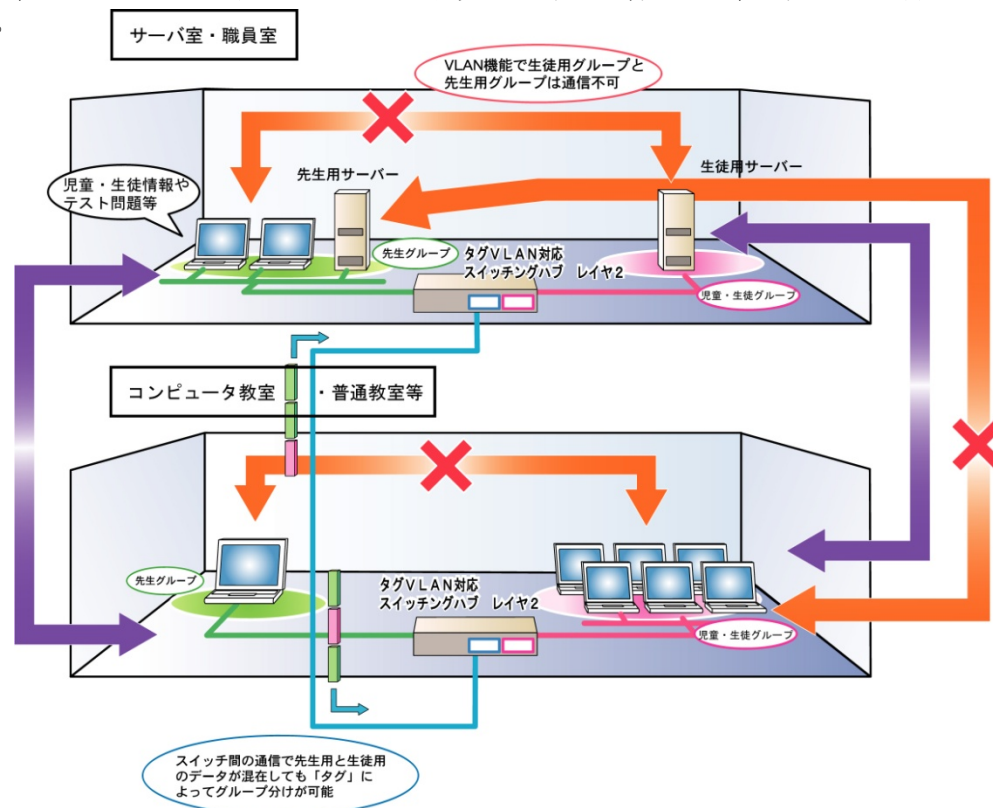 サーバ室・職員室
VLAN機能で生徒用グループと
先生用グループは通信不可
児童・生徒情報や
テスト問題等
先生用サーバー
生徒用サーバー
先生グループ
タグVLAN対応
スイッチングハブ レイヤ2
児童・生徒グループ
コンピュータ教室 ・普通教室等
先生グループ
タグVLAN対応
スイッチングハブ レイヤ2
児童・生徒グループ
スイッチ間の通信で先生用と生徒用
のデータが混在しても「タグ」に
よってグループ分けが可能